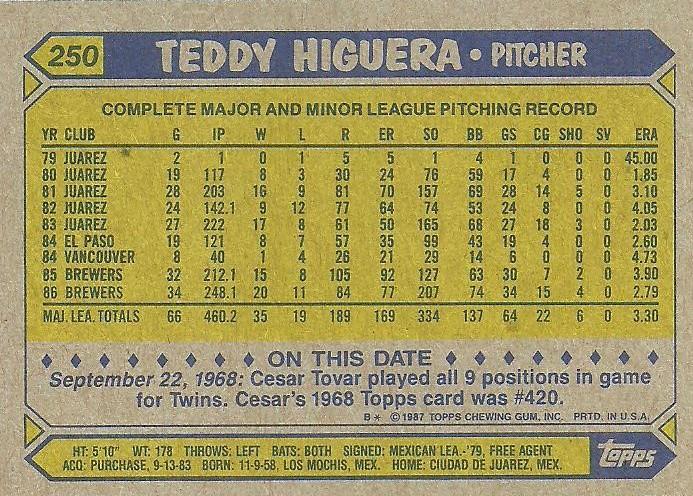 250 TEDDY HIGUERA • PITCHER
COMPLETE MAJOR AND MINOR LEAGUE PITCHING RECORD
YR CLUB G IP W L R ER SO BB GS CG SHO SV ERA
79 JUAREZ 2 1 0 1 5 5 1 4 1 0 0 0 45.00
80 JUAREZ 19 117 8 3 30 24 76 59 17 4 0 0 1.85
81 JUAREZ 28 203 16 9 81 70 157 69 28 14 5 0 3.10
82 JUAREZ 24 142.1 9 12 77 64 74 53 24 8 0 0 4.05
83 JUAREZ 27 222 17 8 61 50 165 68 27 18 3 0 2.03
84 EL PASO 19 121 8 7 57 35 99 43 19 4 0 0 2.60
84 VANCOUVER 8 40 1 4 26 21 29 14 6 0 0 0 4.73
85 BREWERS 32 212.1 15 8 105 92 127 63 30 7 2 0 3.90
86 BREWERS 34 248.1 20 11 84 77 207 74 34 15 4 0 2.79
MAJ. LEA. TOTALS 66 460.2 35 19 189 169 334 137 64 22 6 0 3.30
ON THIS DATE
September 22, 1968: Cesar Tovar played all 9 positions in game
for Twins. Cesar's 1968 Topps card was #420.
B* ©1987 TOPPS CHEWING GUM, INC. PRTD. IN U.S.A.
HT: 5'10" WT: 178 THROWS: LEFT BATS: BOTH SIGNED: MEXICAN LEA.-'79, FREE AGENT
ACQ: PURCHASE, 9-13-83 BORN: 11-9-58, LOS MOCHIS, MEX. HOME: CIUDAD DE JUAREZ, MEX.
Topps